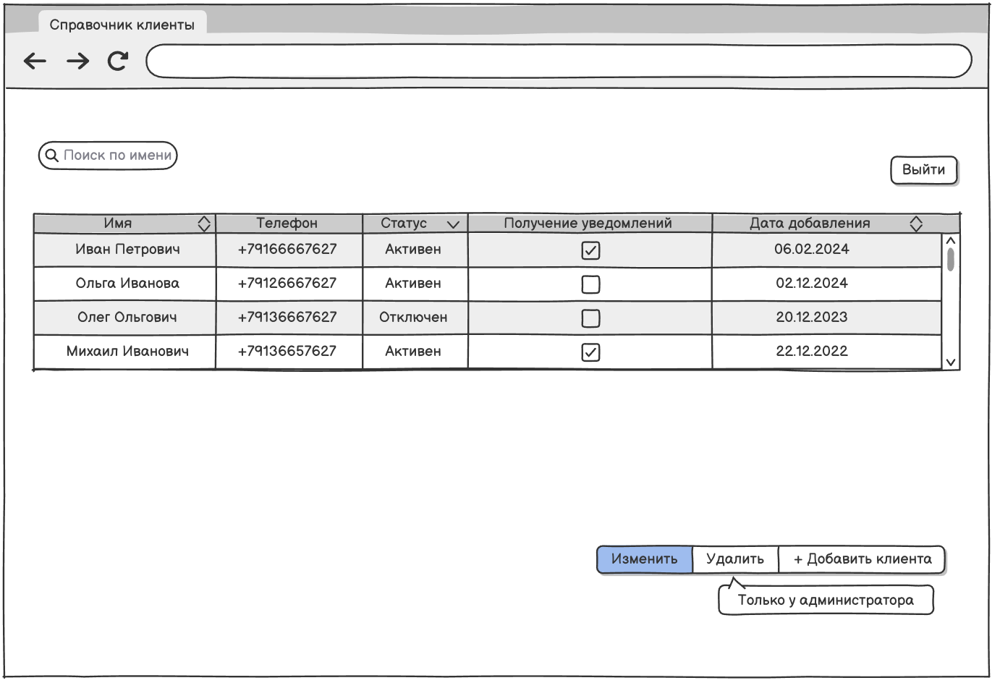 Справочник клиенты
Поиск по имени
Выйти
Имя Телефон Статус Получение уведомлений Дата добавления
Иван Петрович +79166667627 Активен 06.02.2024
Ольга Иванова +79126667627 Активен 02.12.2024
Олег Ольгович +79136667627 Отключен 20.12.2023
Михаил Иванович +79136657627 Активен 22.12.2022
Изменить Удалить + Добавить клиента
Только у администратора